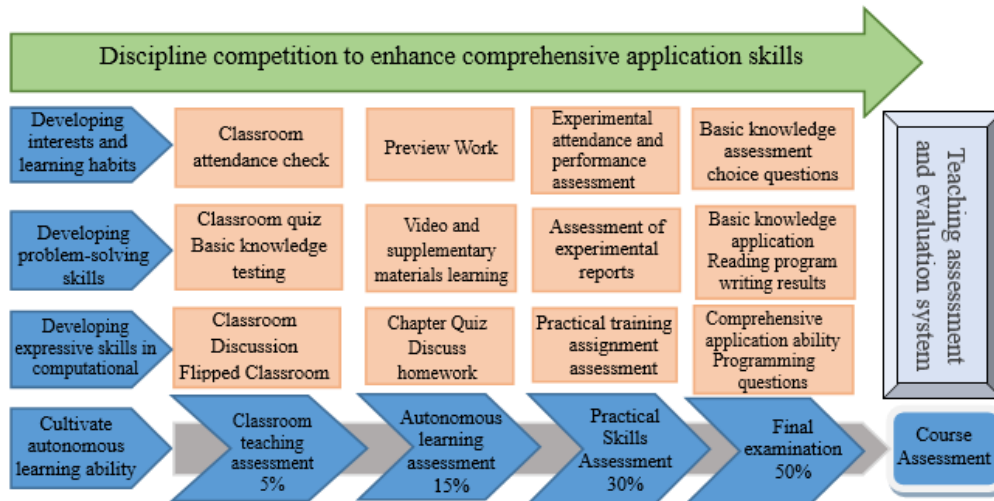 Discipline competition to enhance comprehensive application skills
Developing
interests and
learning habits
Classroom
attendance check
Preview Work
Experimental
attendance and
performance
assessment
Basic knowledge
assessment
choice questions
Developing
problem-solving
skills
Classroom quiz
Basic knowledge
testing
Video and
supplementary
materials learning
Assessment of
experimental
reports
Basic knowledge
application
Reading program
writing results
Developing
expressive skills in
computational
Classroom
Discussion
Flipped Classroom
Chapter Quiz
Discuss
homework
Practical training
assignment
assessment
Comprehensive
application ability
Programming
questions
Teaching assessment
and evaluation system
Cultivate
autonomous
learning ability
Classroom
teaching
assessment
5%
Autonomous
learning
assessment
15%
Practical
Skills
Assessment
30%
Final
examination
50%
Course
Assessment